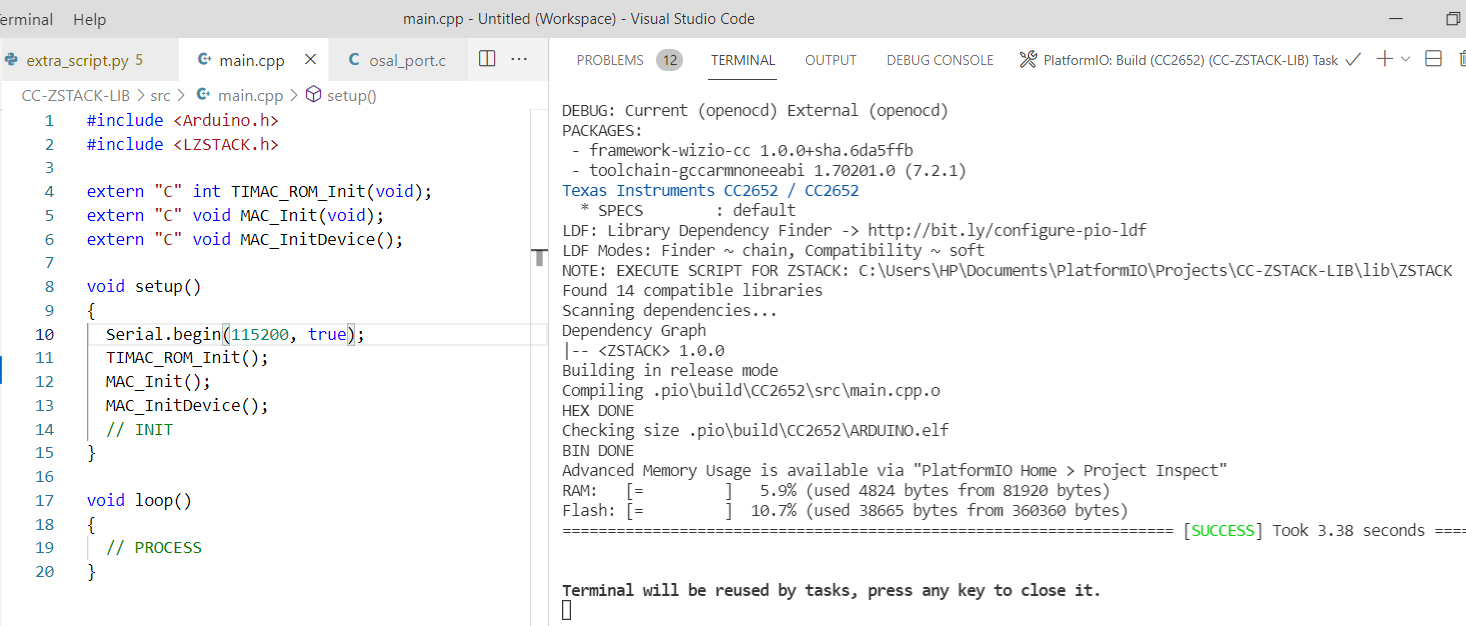 erminal Help main.cpp - Untitled (Workspace) - Visual Studio Code
extra_script.py 5 main.cpp osal_port.c
CC-ZSTACK-LIB > src > main.cpp > setup()
1 #include <Arduino.h>
2 #include <LZSTACK.h>
3
4 extern "C" int TIMAC_ROM_Init(void);
5 extern "C" void MAC_Init(void);
6 extern "C" void MAC_InitDevice();
7
8 void setup()
9 {
10 Serial.begin(115200, true);
11 TIMAC_ROM_Init();
12 MAC_Init();
13 MAC_InitDevice();
14 // INIT
15 }
16
17 void loop()
18 {
19 // PROCESS
20 }
PROBLEMS 12 TERMINAL OUTPUT DEBUG CONSOLE PlatformIO: Build (CC2652) (CC-ZSTACK-LIB) Task
DEBUG: Current (openocd) External (openocd)
PACKAGES:
- framework-wizio-cc 1.0.0+sha.6da5ffb
- toolchain-gccarmnoneeabi 1.70201.0 (7.2.1)
Texas Instruments CC2652 / CC2652
* SPECS : default
LDF: Library Dependency Finder -> http://bit.ly/configure-pio-ldf
LDF Modes: Finder ~ chain, Compatibility ~ soft
NOTE: EXECUTE SCRIPT FOR ZSTACK: C:\Users\HP\Documents\PlatformIO\Projects\CC-ZSTACK-LIB\lib\ZSTACK
Found 14 compatible libraries
Scanning dependencies...
Dependency Graph
|-- <ZSTACK> 1.0.0
Building in release mode
Compiling .pio\build\CC2652\src\main.cpp.o
HEX DONE
Checking size .pio\build\CC2652\ARDUINO.elf
BIN DONE
Advanced Memory Usage is available via "PlatformIO Home > Project Inspect"
RAM: [= ] 5.9% (used 4824 bytes from 81920 bytes)
Flash: [= ] 10.7% (used 38665 bytes from 360360 bytes)
==================================================================== [SUCCESS] Took 3.38 seconds ====
Terminal will be reused by tasks, press any key to close it.